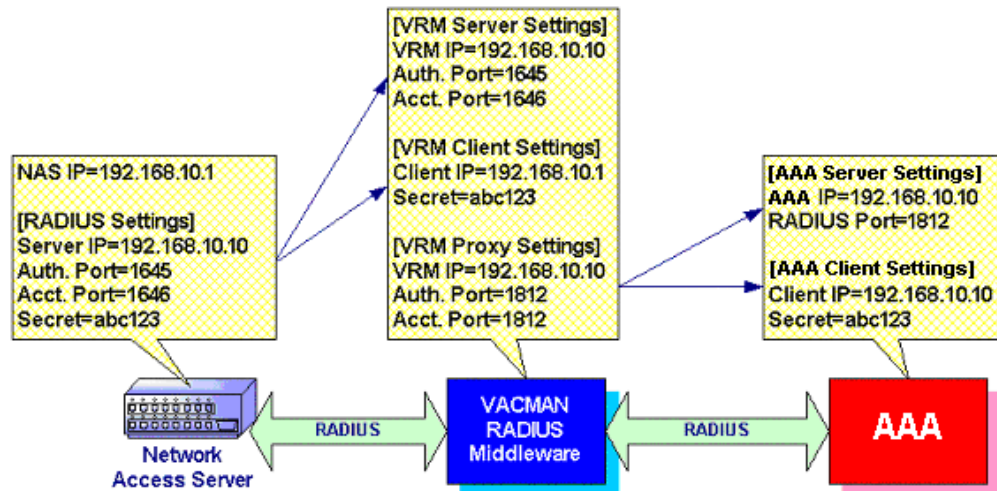 [VRM Server Settings]
VRM IP=192.168.10.10
Auth. Port=1645
Acct. Port=1646
[VRM Client Settings]
Client IP=192.168.10.1
Secret=abc123
[VRM Proxy Settings]
VRM IP=192.168.10.10
Auth. Port=1812
Acct. Port=1812
NAS IP=192.168.10.1
[RADIUS Settings]
Server IP=192.168.10.10
Auth. Port=1645
Acct. Port=1646
Secret=abc123
[AAA Server Settings]
AAA IP=192.168.10.10
RADIUS Port=1812
[AAA Client Settings]
Client IP=192.168.10.10
Secret=abc123
Network
Access Server
RADIUS
VACMAN
RADIUS
Middleware
RADIUS
AAA